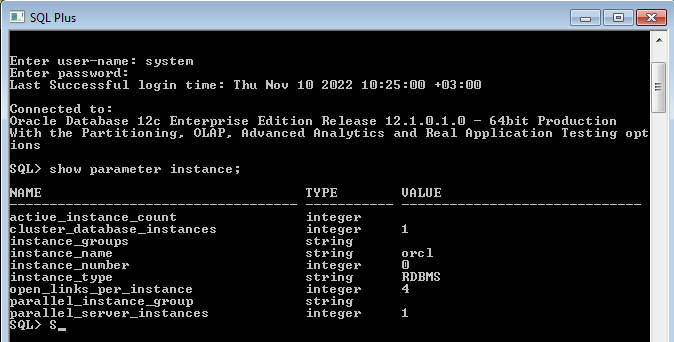 SQL Plus
Enter user-name: system
Enter password:
Last Successful login time: Thu Nov 10 2022 10:25:00 +03:00
Connected to:
Oracle Database 12c Enterprise Edition Release 12.1.0.1.0 - 64bit Production
With the Partitioning, OLAP, Advanced Analytics and Real Application Testing opt
ions
SQL> show parameter instance;
NAME TYPE VALUE
------------------------------------ ----------- ------------------------------
active_instance_count integer
cluster_database_instances integer 1
instance_groups string
instance_name string orcl
instance_number integer 0
instance_type string RDBMS
open_links_per_instance integer 4
parallel_instance_group string
parallel_server_instances integer 1
SQL> S_